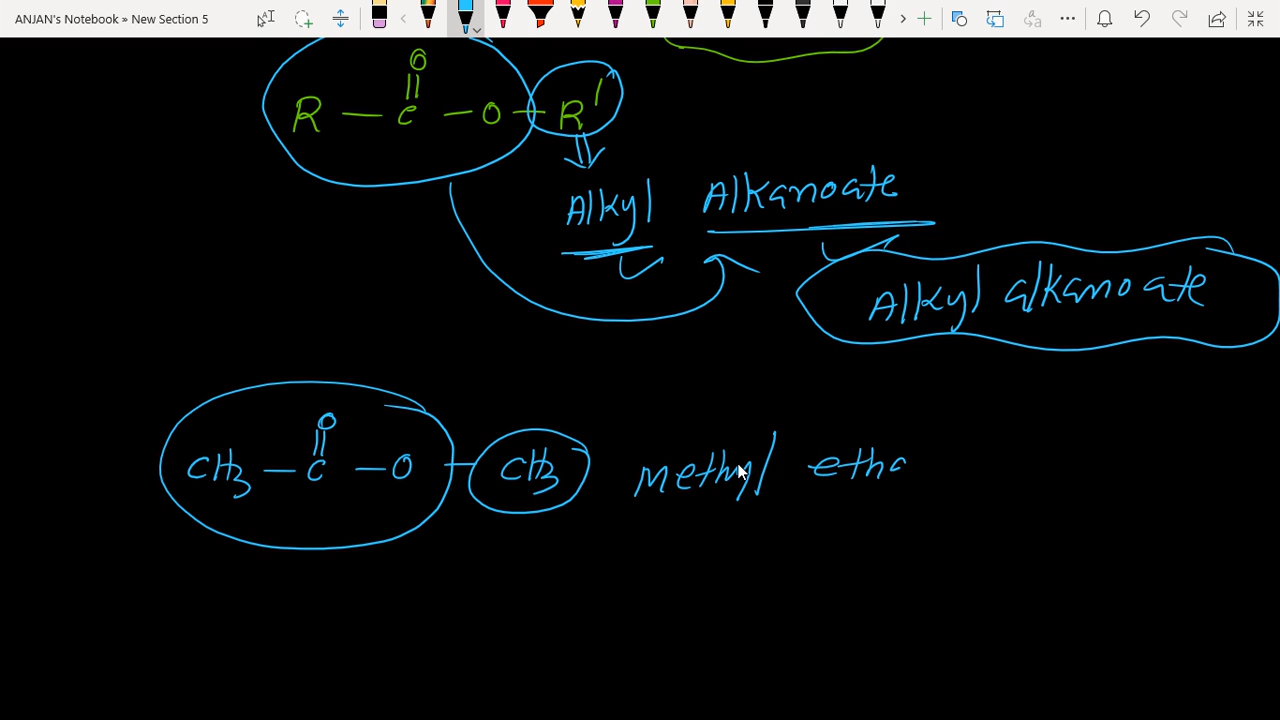 ANJAN's Notebook » New Section 5
O
||
R — C — O — R'
Alkyl Alkanoate
Alkyl alkanoate
O
||
CH3 — C — O — CH3 methyl etha